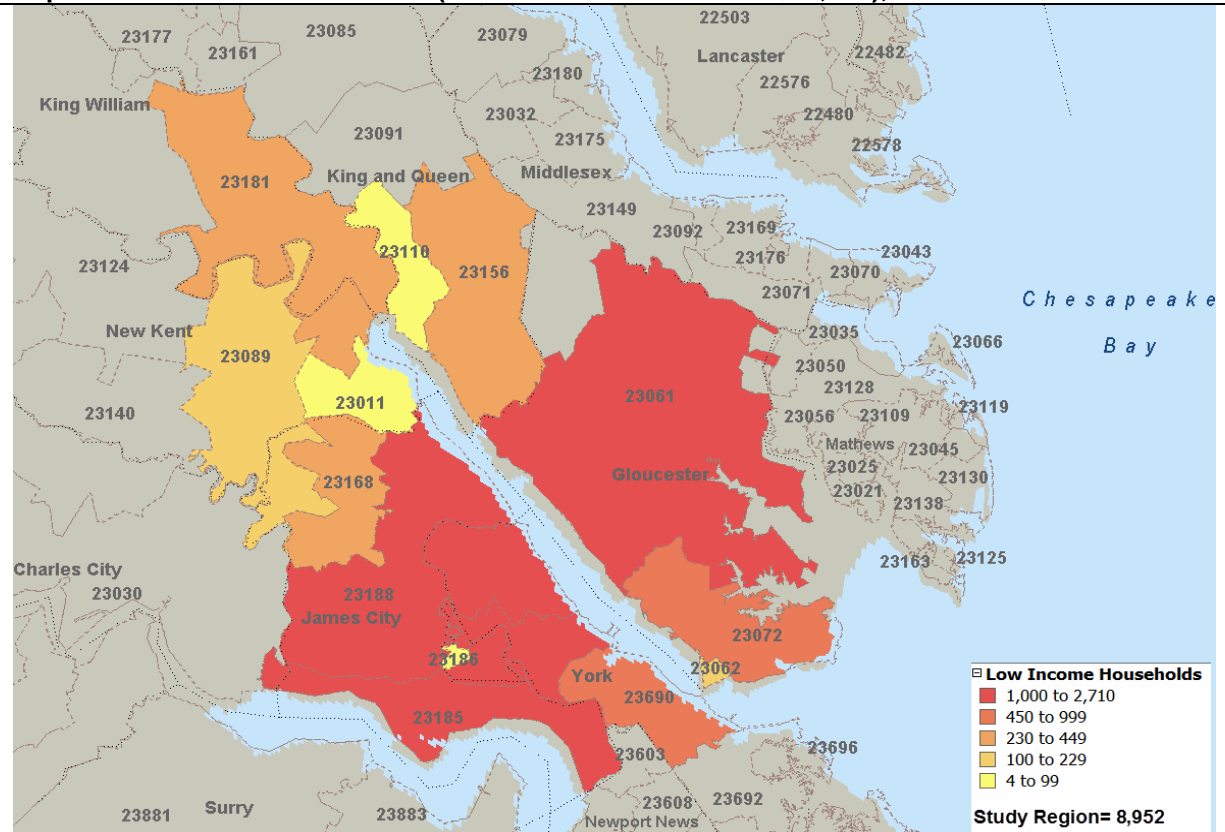 22503
23177
23085
23079
23161
22482
Lancaster
23180
22576
King William
23032
22480
23091
23175
22578
King and Queen
Middlesex
23181
23149
23169
23092
23110
23043
23176
23124
23156
23070
23071
Chesapeake
New Kent
23035
Bay
23066
23089
23050
23128
23061
23011
23119
23140
23056
23109
Mathews
23045
23025
Gloucester
23130
23168
23021
23138
23163
23125
Charles City
23030
23188
James City
23072
23186
23062
York
Low Income Households
23690
1,000 to 2,710
23185
450 to 999
230 to 449
23696
23603
100 to 229
4 to 99
23608
23692
Surry
23881
23883
Newport News
Study Region= 8,952